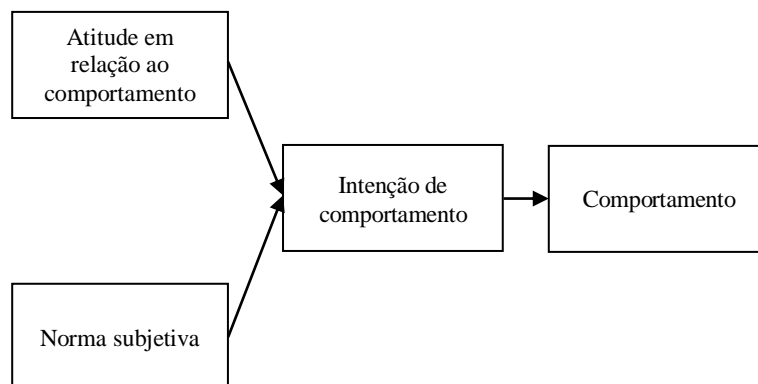 Atitude em
relação ao
comportamento
Intenção de
comportamento
Comportamento
Norma subjetiva